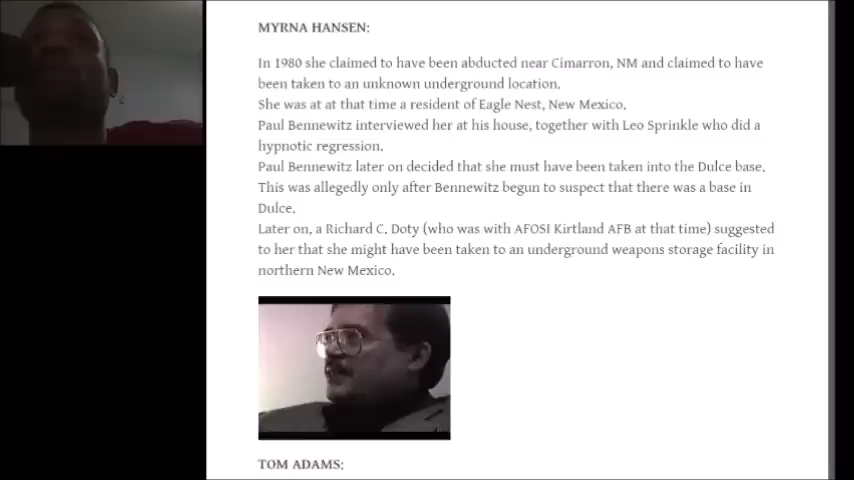 MYRNA HANSEN:
In 1980 she claimed to have been abducted near Cimarron, NM and claimed to have
been taken to an unknown underground location.
She was at at that time a resident of Eagle Nest, New Mexico.
Paul Bennewitz interviewed her at his house, together with Leo Sprinkle who did a
hypnotic regression.
Paul Bennewitz later on decided that she must have been taken into the Dulce base.
This was allegedly only after Bennewitz begun to suspect that there was a base in
Dulce.
Later on, a Richard C. Doty (who was with AFOSI Kirtland AFB at that time) suggested
to her that she might have been taken to an underground weapons storage facility in
northern New Mexico.
TOM ADAMS: